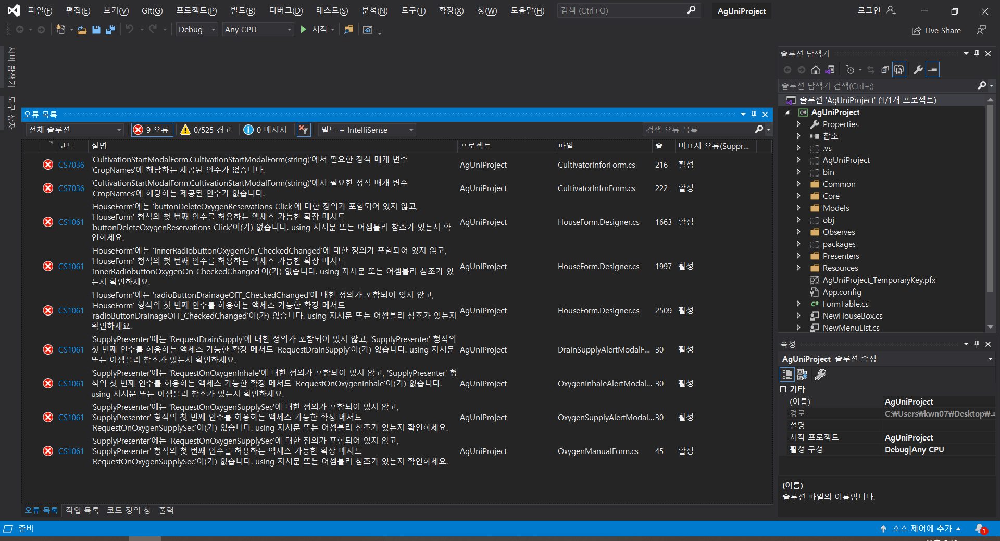 파일(F) 편집(E) 보기(V) Git(G) 프로젝트(P) 빌드(B) 디버그(D) 테스트(S) 분석(N) 도구(T) 확장(X) 창(W) 도움말(H) 검색 (Ctrl+Q) AgUniProject 로그인
Debug Any CPU 시작 Live Share
서버 탐색기
도구 상자
오류 목록
전체 솔루션 9 오류 0/525 경고 0 메시지 빌드 + IntelliSense 검색 오류 목록
코드 설명 프로젝트 파일 줄 비표시 오류(Suppr...
'CultivationStartModalForm.CultivationStartModalForm(string)'에서 필요한 정식 매개 변수
CS7036 'CropNames'에 해당하는 제공된 인수가 없습니다. AgUniProject CultivatorInforForm.cs 216 활성
'CultivationStartModalForm.CultivationStartModalForm(string)'에서 필요한 정식 매개 변수
CS7036 'CropNames'에 해당하는 제공된 인수가 없습니다. AgUniProject CultivatorInforForm.cs 222 활성
'HouseForm'에는 'buttonDeleteOxygenReservations_Click'에 대한 정의가 포함되어 있지 않고,
'HouseForm' 형식의 첫 번째 인수를 허용하는 액세스 가능한 확장 메서드
CS1061 'buttonDeleteOxygenReservations_Click'이(가) 없습니다. using 지시문 또는 어셈블리 참조가 있는지 확 AgUniProject HouseForm.Designer.cs 1663 활성
인하세요.
'HouseForm'에는 'innerRadiobuttonOxygenOn_CheckedChanged'에 대한 정의가 포함되어 있지 않고,
'HouseForm' 형식의 첫 번째 인수를 허용하는 액세스 가능한 확장 메서드
CS1061 'innerRadiobuttonOxygenOn_CheckedChanged'이(가) 없습니다. using 지시문 또는 어셈블리 참조가 있 AgUniProject HouseForm.Designer.cs 1997 활성
는지 확인하세요.
'HouseForm'에는 'radioButtonDrainageOFF_CheckedChanged'에 대한 정의가 포함되어 있지 않고,
'HouseForm' 형식의 첫 번째 인수를 허용하는 액세스 가능한 확장 메서드
CS1061 'radioButtonDrainageOFF_CheckedChanged'이(가) 없습니다. using 지시문 또는 어셈블리 참조가 있는지 AgUniProject HouseForm.Designer.cs 2509 활성
확인하세요.
'SupplyPresenter'에는 'RequestDrainSupply'에 대한 정의가 포함되어 있지 않고, 'SupplyPresenter' 형식의
CS1061 첫 번째 인수를 허용하는 액세스 가능한 확장 메서드 'RequestDrainSupply'이(가) 없습니다. using 지시문 AgUniProject DrainSupplyAlertModalF... 30 활성
또는 어셈블리 참조가 있는지 확인하세요.
'SupplyPresenter'에는 'RequestOnOxygenInhale'에 대한 정의가 포함되어 있지 않고, 'SupplyPresenter' 형
CS1061 식의 첫 번째 인수를 허용하는 액세스 가능한 확장 메서드 'RequestOnOxygenInhale'이(가) 없습니다. AgUniProject OxygenInhaleAlertModal... 30 활성
using 지시문 또는 어셈블리 참조가 있는지 확인하세요.
'SupplyPresenter'에는 'RequestOnOxygenSupplySec'에 대한 정의가 포함되어 있지 않고,
CS1061 'SupplyPresenter' 형식의 첫 번째 인수를 허용하는 액세스 가능한 확장 메서드 AgUniProject OxygenSupplyAlertModal... 30 활성
'RequestOnOxygenSupplySec'이(가) 없습니다. using 지시문 또는 어셈블리 참조가 있는지 확인하세요.
'SupplyPresenter'에는 'RequestOnOxygenSupplySec'에 대한 정의가 포함되어 있지 않고,
CS1061 'SupplyPresenter' 형식의 첫 번째 인수를 허용하는 액세스 가능한 확장 메서드 AgUniProject OxygenManualForm.cs 45 활성
'RequestOnOxygenSupplySec'이(가) 없습니다. using 지시문 또는 어셈블리 참조가 있는지 확인하세요.
오류 목록 작업 목록 코드 정의 창 출력
솔루션 탐색기
솔루션 탐색기 검색(Ctrl+;)
솔루션 'AgUniProject' (1/1개 프로젝트)
C# AgUniProject
Properties
참조
.vs
AgUniProject
bin
Common
Core
Models
obj
Observes
packages
Presenters
Resources
AgUniProject_TemporaryKey.pfx
App.config
C# FormTable.cs
NewHouseBox.cs
NewMenuList.cs
속성
AgUniProject 솔루션 속성
기타
(이름) AgUniProject
경로 C:₩Users₩kwn07₩Desktop₩
설명
시작 프로젝트 AgUniProject
활성 구성 Debug|Any CPU
(이름)
솔루션 파일의 이름입니다.
준비 소스 제어에 추가 1